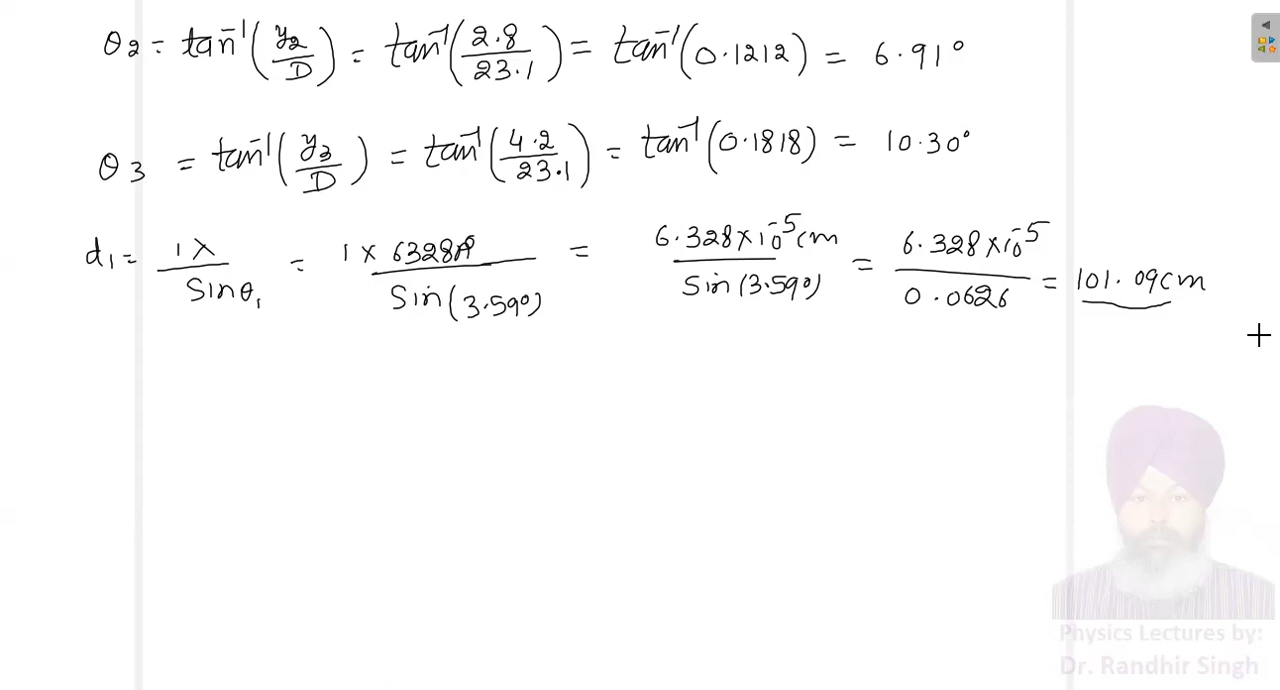 θ2 = tan⁻¹(y2/D) = tan⁻¹(2.8/23.1) = tan⁻¹(0.1212) = 6.91°
θ3 = tan⁻¹(y3/D) = tan⁻¹(4.2/23.1) = tan⁻¹(0.1818) = 10.30°
d1 = 1λ/Sinθ1 = 1 × 6328A°/Sin(3.59°) = 6.328×10⁻⁵cm/Sin(3.59°) = 6.328×10⁻⁵/0.0626 = 101.09cm
Physics Lectures by:
Dr. Randhir Singh